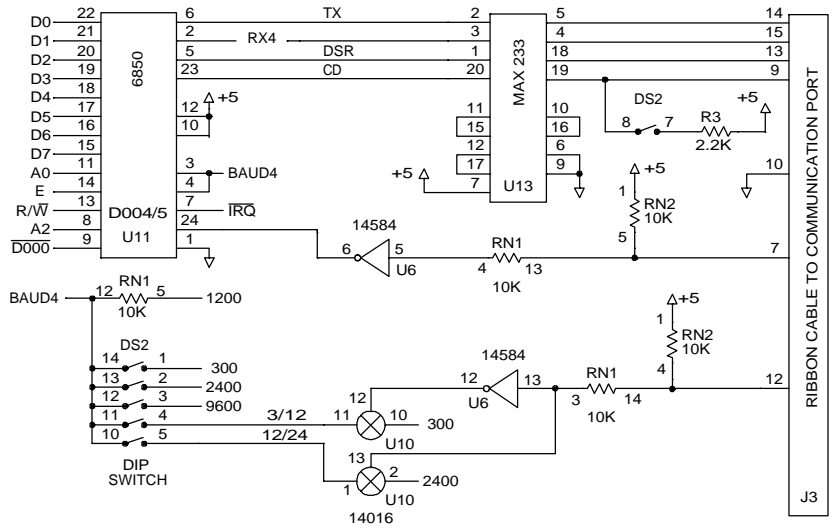 22 6 TX 2 5 14
D0
21 2 RX4 3 4 15
D1
20 5 DSR 1 18 13
D2
19 23 CD 20 19 9
D3
6850
MAX 233
18
D4
+5
DS2
+5
17 12
D5
11 10
8 7 R3
16 10
D6
15 16
2.2K
15
D7
12 6
11 3 BAUD4
A0
+5
17 9
+5
10
14 4
E
7
1
13 7 IRQ
R/W
D004/5
U13
RN2
10K
8 24
A2
U11
14584
9 1
D000
6 5
U6
RN1
4 13
10K
5
7
BAUD4
12 RN1 5 1200
10K
+5
1
RN2
10K
DS2
14 1 300
14584
4
13 2 2400
12 12 13
U6
RN1
3 14
10K
12
12 3 9600
11 4 3/12 11 10 300
U10
10 5 12/24
13
DIP
SWITCH
1 2 2400
U10
14016
RIBBON CABLE TO COMMUNICATION PORT
J3